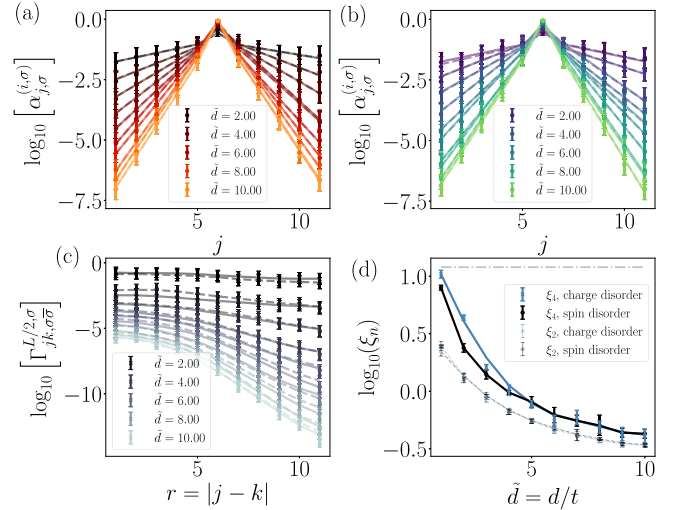 (a)
0.0
−2.5
−5.0
−7.5
log₁₀ [α_{j,σ}^{(i,σ)}]
d̃ = 2.00
d̃ = 4.00
d̃ = 6.00
d̃ = 8.00
d̃ = 10.00
5
10
j
(b)
0.0
−2.5
−5.0
−7.5
log₁₀ [α_{j,σ}^{(i,σ)}]
d̃ = 2.00
d̃ = 4.00
d̃ = 6.00
d̃ = 8.00
d̃ = 10.00
5
10
j
(c)
0
−5
−10
log₁₀ [Γ_{jk,σσ̅}^{L/2,σ}]
d̃ = 2.00
d̃ = 4.00
d̃ = 6.00
d̃ = 8.00
d̃ = 10.00
5
10
r = |j − k|
(d)
1.0
0.5
0.0
−0.5
log₁₀(ξₙ)
ξ₄, charge disorder
ξ₄, spin disorder
ξ₂, charge disorder
ξ₂, spin disorder
5
10
d̃ = d/t